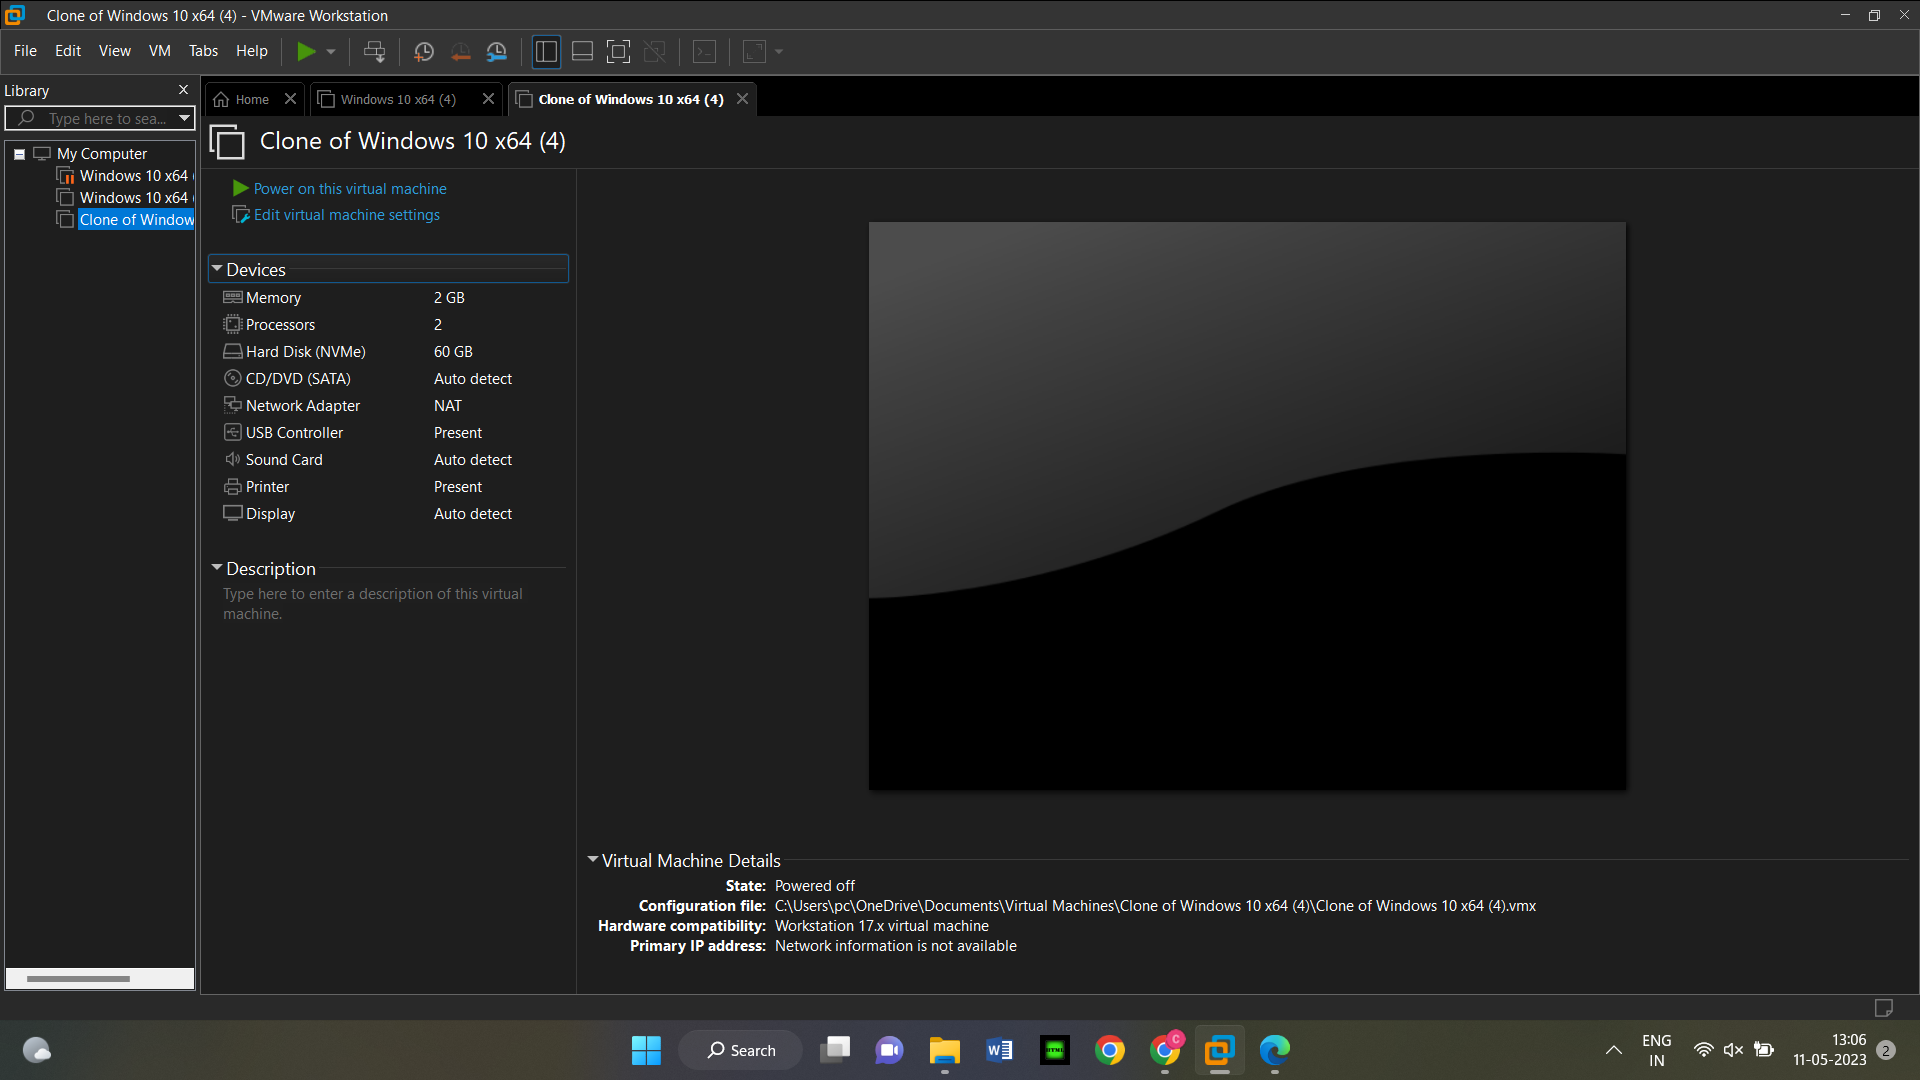 Clone of Windows 10 x64 (4) - VMware Workstation
File Edit View VM Tabs Help
Library
Type here to sea...
My Computer
Windows 10 x64
Windows 10 x64
Clone of Window
Home
Windows 10 x64 (4)
Clone of Windows 10 x64 (4)
Clone of Windows 10 x64 (4)
Power on this virtual machine
Edit virtual machine settings
Devices
Memory 2 GB
Processors 2
Hard Disk (NVMe) 60 GB
CD/DVD (SATA) Auto detect
Network Adapter NAT
USB Controller Present
Sound Card Auto detect
Printer Present
Display Auto detect
Description
Type here to enter a description of this virtual
machine.
Virtual Machine Details
State: Powered off
Configuration file: C:\Users\pc\OneDrive\Documents\Virtual Machines\Clone of Windows 10 x64 (4)\Clone of Windows 10 x64 (4).vmx
Hardware compatibility: Workstation 17.x virtual machine
Primary IP address: Network information is not available
Search
C
ENG
IN
13:06
11-05-2023
2